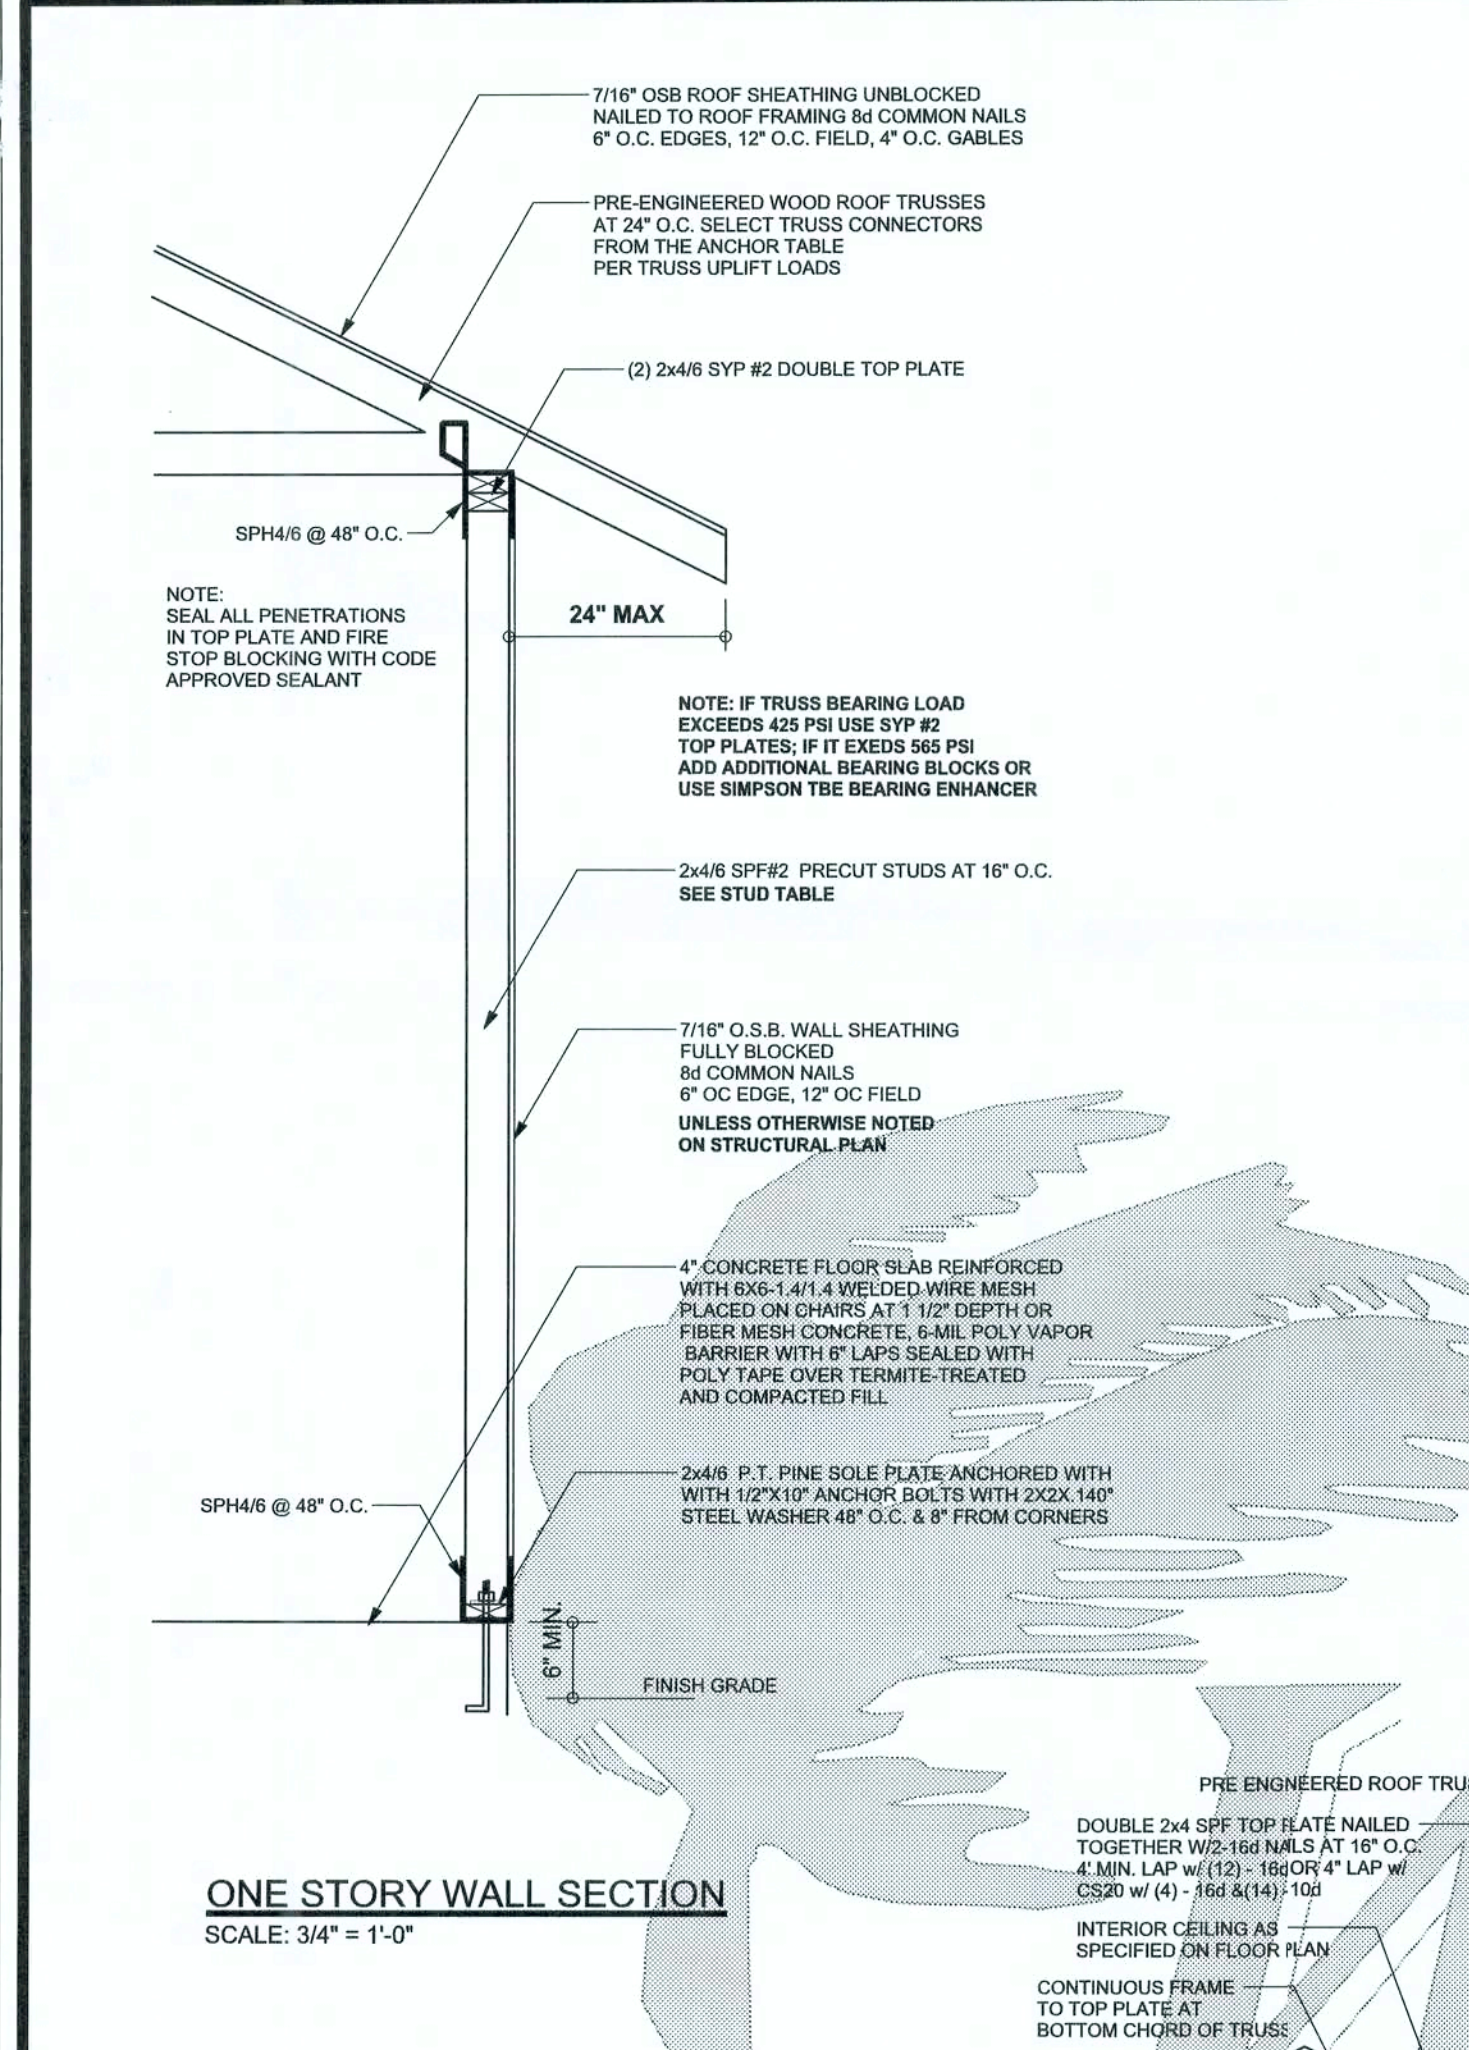 7/16" OSB ROOF SHEATHING UNBLOCKED
NAILED TO ROOF FRAMING 8d COMMON NAILS
6" O.C. EDGES, 12" O.C. FIELD, 4" O.C. GABLES
PRE-ENGINEERED WOOD ROOF TRUSSES
AT 24" O.C. SELECT TRUSS CONNECTORS
FROM THE ANCHOR TABLE
PER TRUSS UPLIFT LOADS
(2) 2x4/6 SYP #2 DOUBLE TOP PLATE
SPH4/6 @ 48" O.C.
NOTE:
SEAL ALL PENETRATIONS
IN TOP PLATE AND FIRE
STOP BLOCKING WITH CODE
APPROVED SEALANT
24" MAX
NOTE: IF TRUSS BEARING LOAD
EXCEEDS 425 PSI USE SYP #2
TOP PLATES; IF IT EXEDS 565 PSI
ADD ADDITIONAL BEARING BLOCKS OR
USE SIMPSON TBE BEARING ENHANCER
2x4/6 SPF#2 PRECUT STUDS AT 16" O.C.
SEE STUD TABLE
7/16" O.S.B. WALL SHEATHING
FULLY BLOCKED
8d COMMON NAILS
6" OC EDGE, 12" OC FIELD
UNLESS OTHERWISE NOTED
ON STRUCTURAL PLAN
4" CONCRETE FLOOR SLAB REINFORCED
WITH 6X6-1.4/1.4 WELDED WIRE MESH
PLACED ON CHAIRS AT 1 1/2" DEPTH OR
FIBER MESH CONCRETE, 6-MIL POLY VAPOR
BARRIER WITH 6" LAPS SEALED WITH
POLY TAPE OVER TERMITE-TREATED
AND COMPACTED FILL
2x4/6 P.T. PINE SOLE PLATE ANCHORED WITH
WITH 1/2"X10" ANCHOR BOLTS WITH 2X2X.140"
STEEL WASHER 48" O.C. & 8" FROM CORNERS
SPH4/6 @ 48" O.C.
6" MIN.
FINISH GRADE
ONE STORY WALL SECTION
SCALE: 3/4" = 1'-0"
PRE ENGNEERED ROOF TRU
DOUBLE 2x4 SPF TOP PLATE NAILED
TOGETHER W/2-16d NAILS AT 16" O.C.
4' MIN. LAP w/ (12) - 16d OR 4" LAP w/
CS20 w/ (4) - 16d &(14) -10d
INTERIOR CEILING AS
SPECIFIED ON FLOOR PLAN
CONTINUOUS FRAME
TO TOP PLATE AT
BOTTOM CHORD OF TRUSS